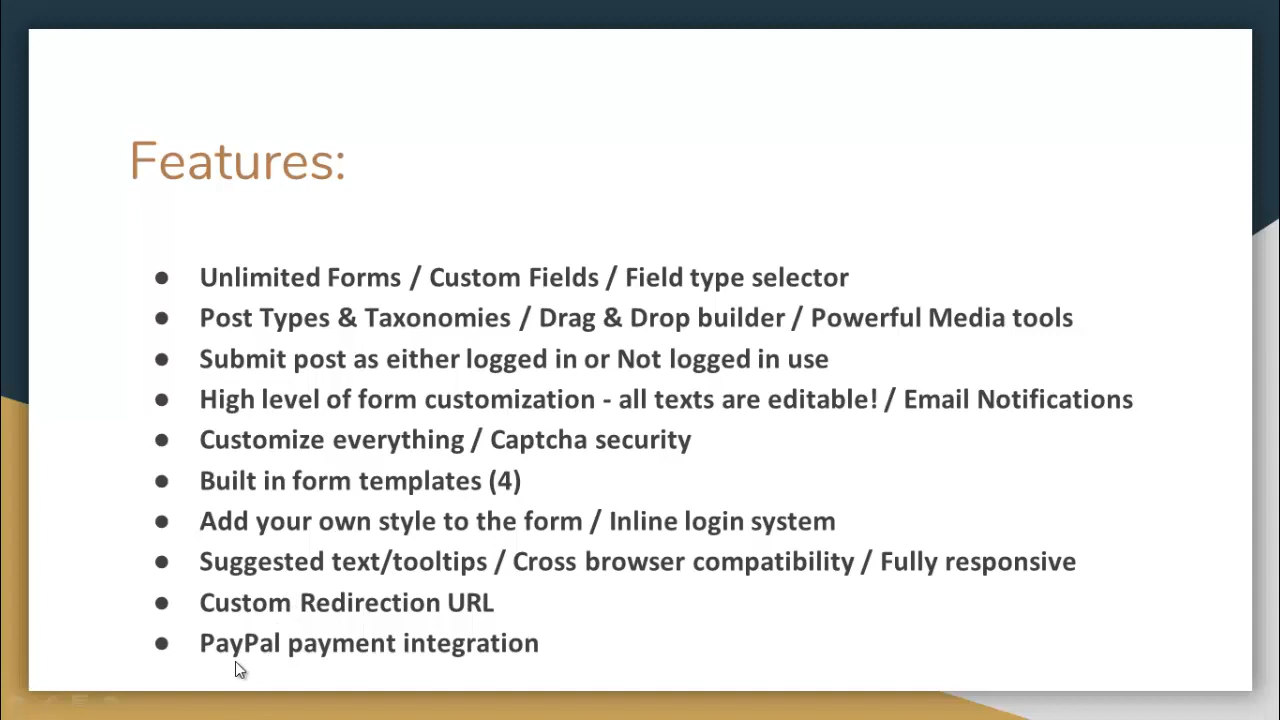 Features:
● Unlimited Forms / Custom Fields / Field type selector
● Post Types & Taxonomies / Drag & Drop builder / Powerful Media tools
● Submit post as either logged in or Not logged in use
● High level of form customization - all texts are editable! / Email Notifications
● Customize everything / Captcha security
● Built in form templates (4)
● Add your own style to the form / Inline login system
● Suggested text/tooltips / Cross browser compatibility / Fully responsive
● Custom Redirection URL
● PayPal payment integration